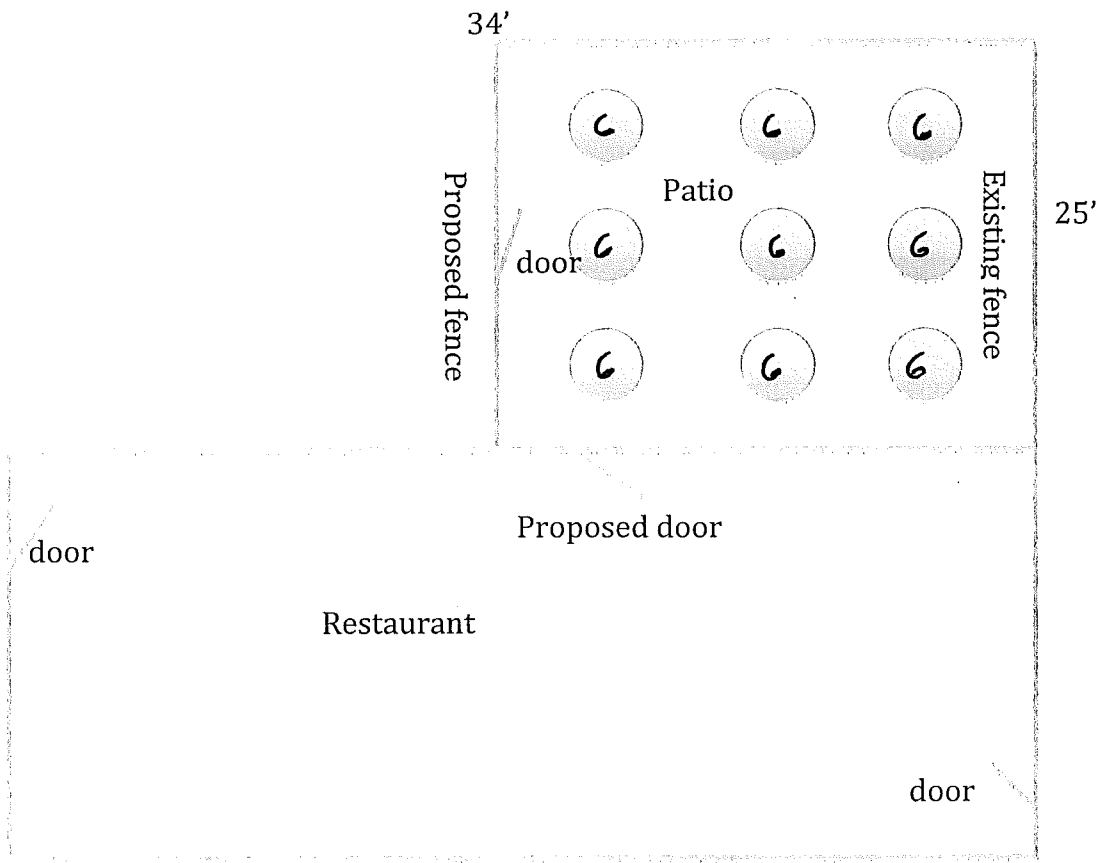 34’
6 6 6
Patio
Proposed fence
Existing fence
25’
door
6 6 6
6 6 6
Proposed door
door
Restaurant
door